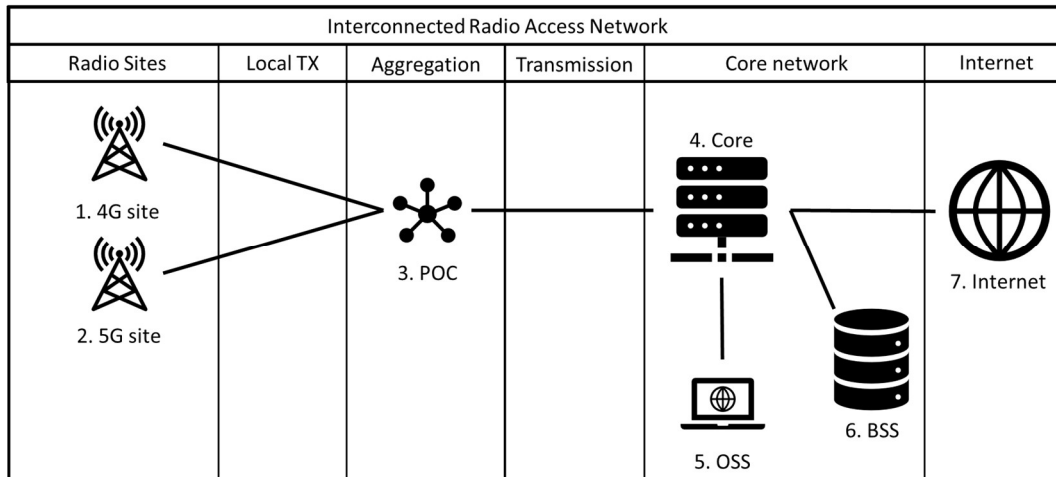 Interconnected Radio Access Network
Radio Sites Local TX Aggregation Transmission Core network Internet
1. 4G site
2. 5G site
3. POC
4. Core
5. OSS
6. BSS
7. Internet